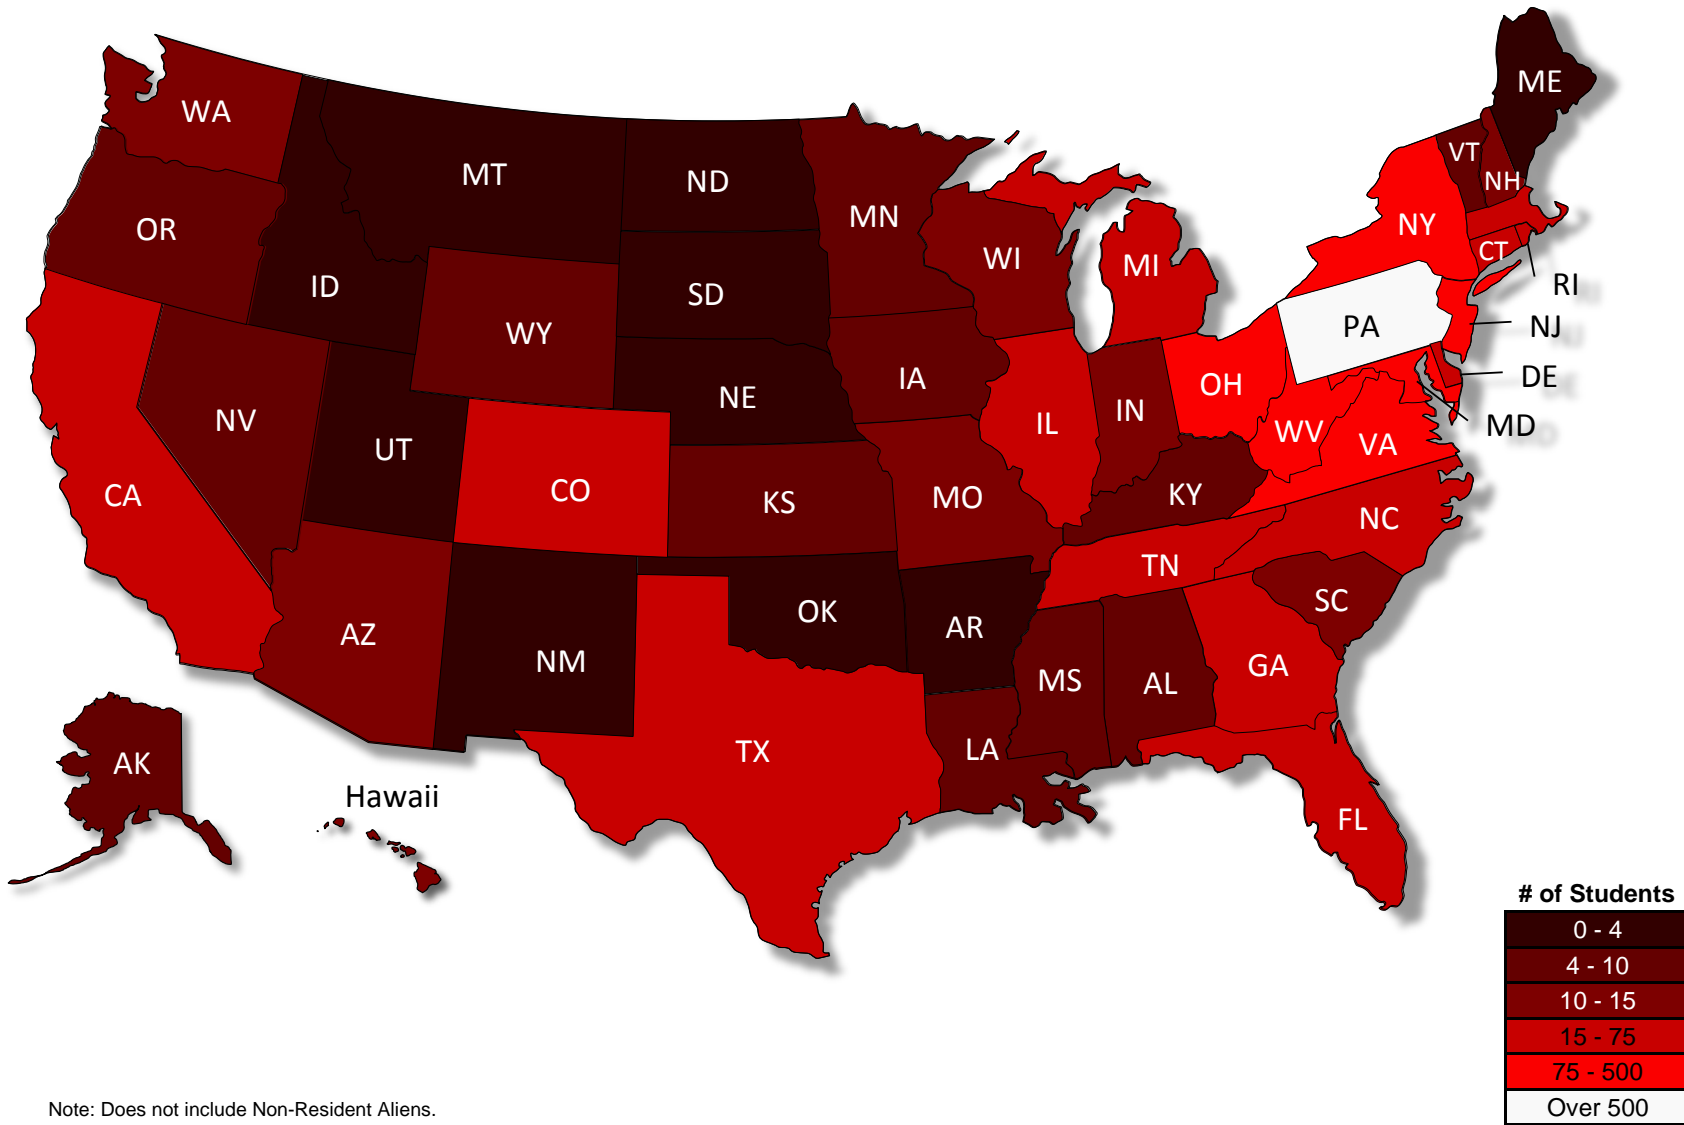 ME
WA
VT
MT
ND
NH
MN
NY
OR
WI
CT
MI
ID
SD
RI
WY
PA
NJ
IA
DE
OH
NE
IN
NV
IL
MD
WV
VA
UT
CO
CA
KY
MO
KS
NC
TN
SC
OK
AR
AZ
NM
GA
MS
AL
TX
LA
AK
Hawaii
FL
# of Students
0 - 4
4 - 10
10 - 15
15 - 75
75 - 500
Over 500
Note: Does not include Non-Resident Aliens.